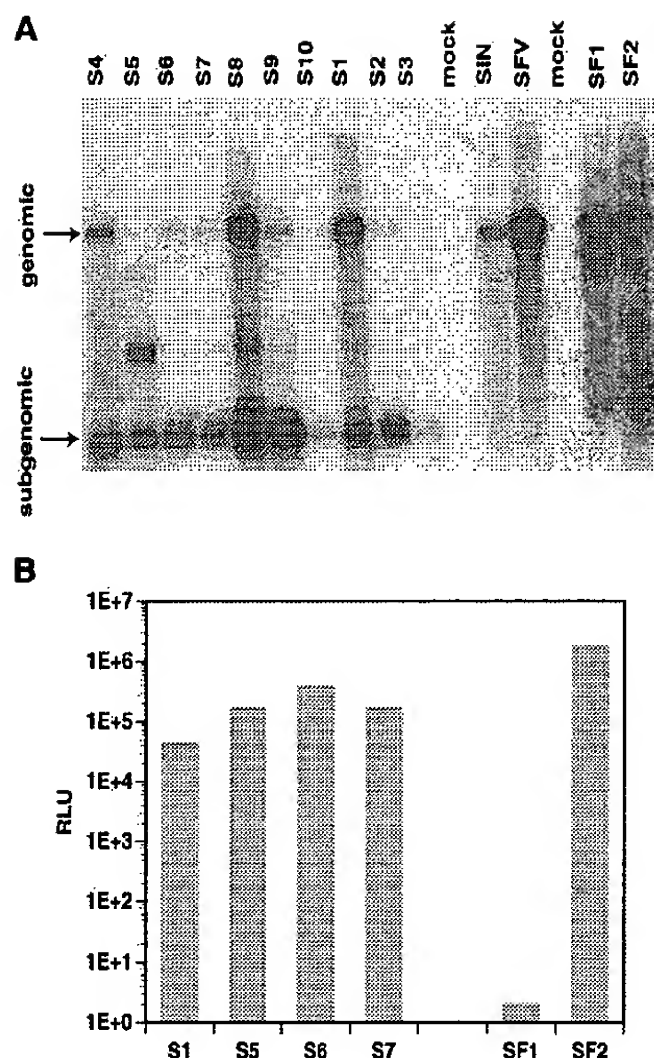 A
S4 S5 S6 S7 S8 S9 S10 S1 S2 S3 mock SIN SFV mock SF1 SF2
genomic
subgenomic
B
1E+7
1E+6
1E+5
1E+4
1E+3
1E+2
1E+1
1E+0
RLU
S1 S5 S6 S7 SF1 SF2